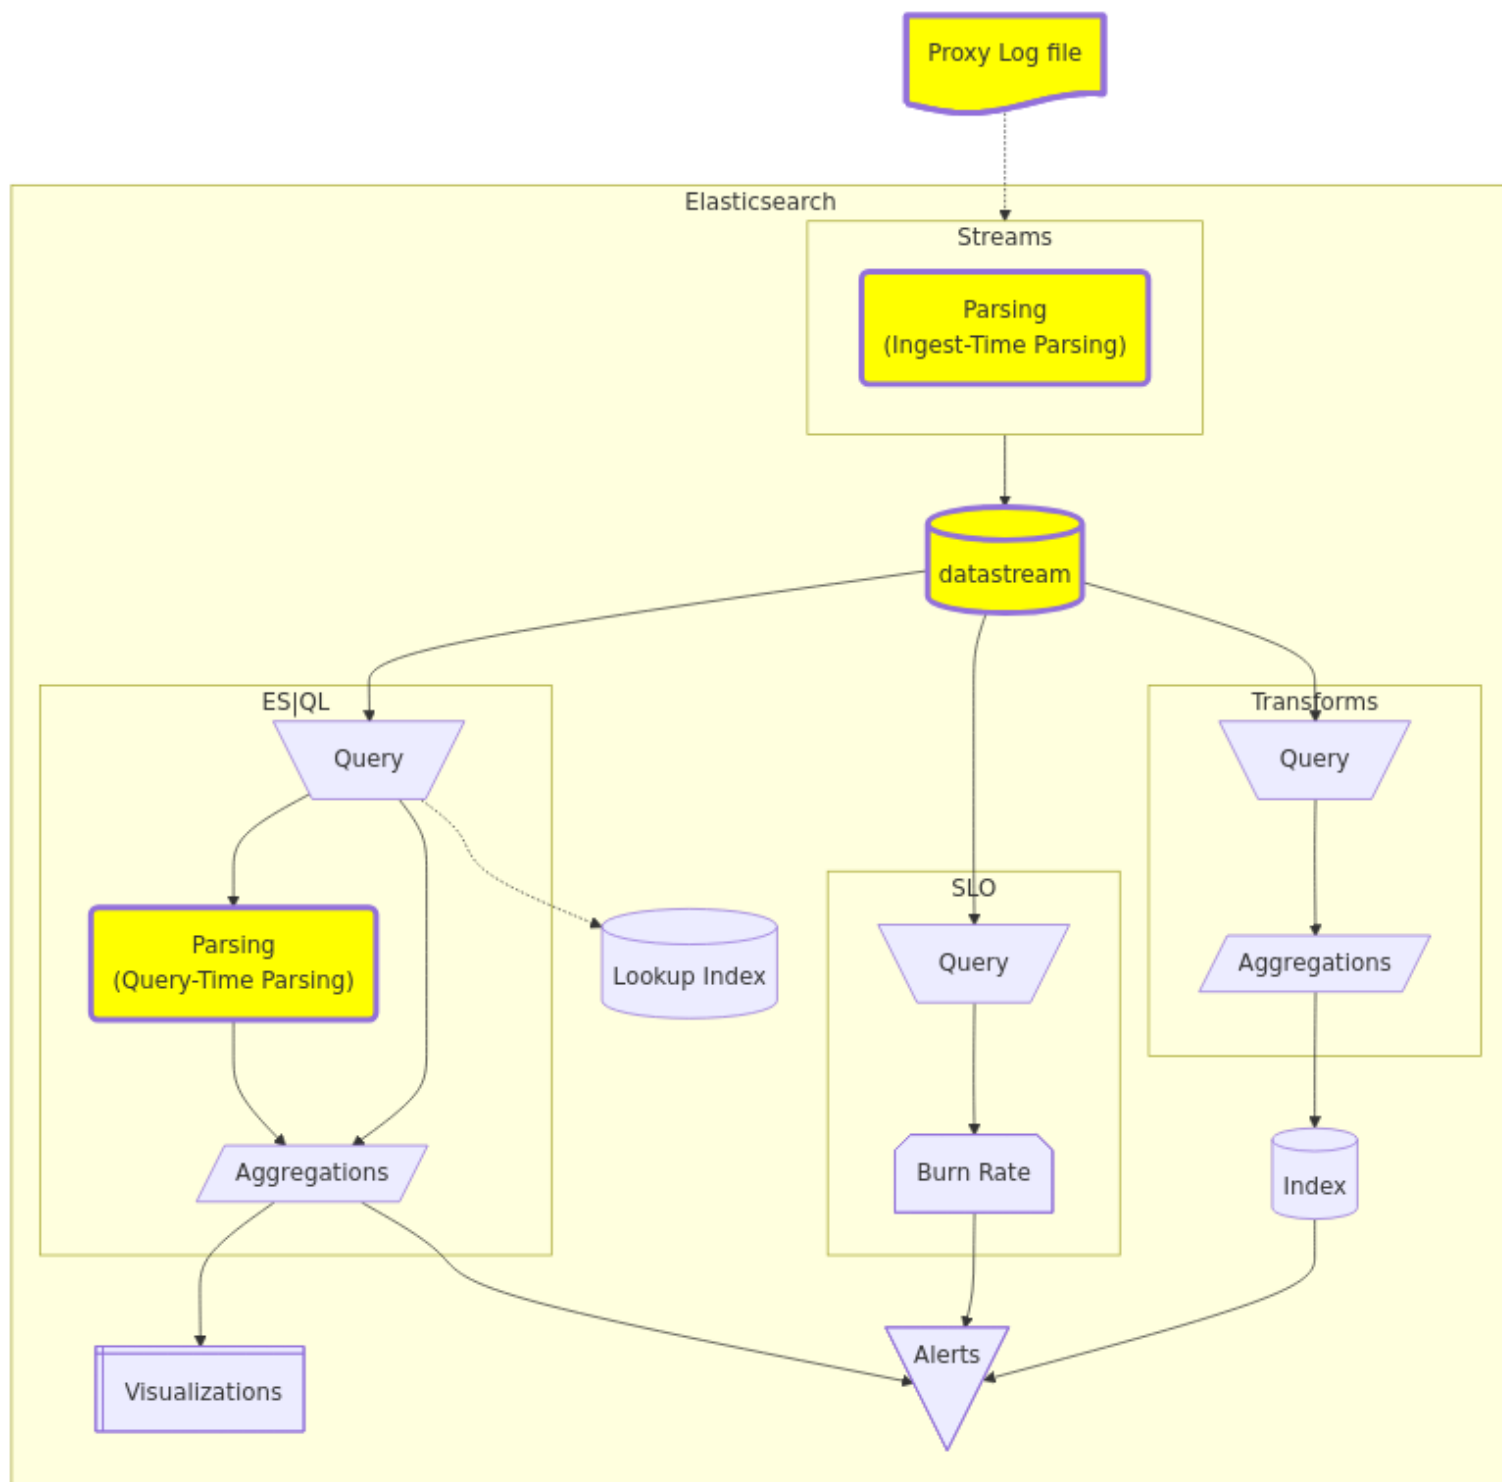 Proxy Log file
Elasticsearch
Streams
Parsing
(Ingest-Time Parsing)
datastream
ES|QL
Query
Transforms
Query
Parsing
(Query-Time Parsing)
Lookup Index
SLO
Query
Aggregations
Aggregations
Burn Rate
Index
Visualizations
Alerts